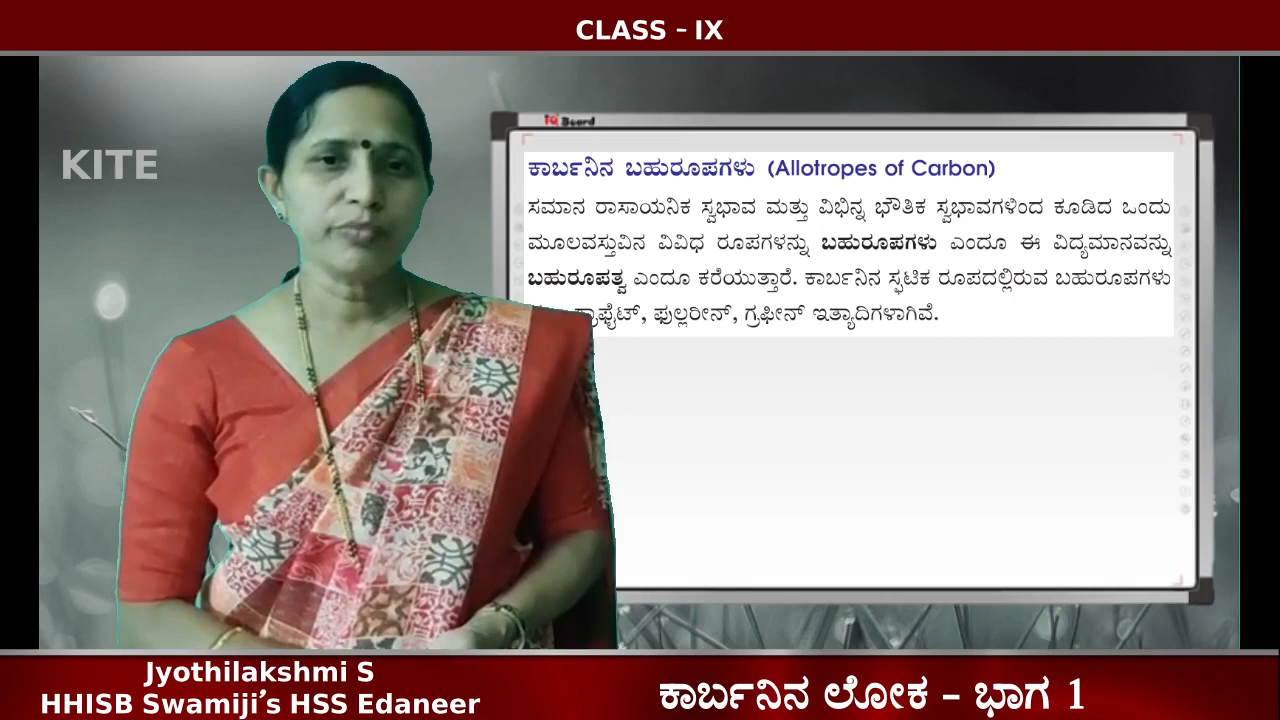 CLASS – IX
KITE
IQ Board
ಕಾರ್ಬನಿನ ಬಹುರೂಪಗಳು (Allotropes of Carbon)
ಸಮಾನ ರಾಸಾಯನಿಕ ಸ್ವಭಾವ ಮತ್ತು ವಿಭಿನ್ನ ಭೌತಿಕ ಸ್ವಭಾವಗಳಿಂದ ಕೂಡಿದ ಒಂದು
ಮೂಲವಸ್ತುವಿನ ವಿವಿಧ ರೂಪಗಳನ್ನು ಬಹುರೂಪಗಳು ಎಂದೂ ಈ ವಿದ್ಯಮಾನವನ್ನು
ಬಹುರೂಪತ್ವ ಎಂದೂ ಕರೆಯುತ್ತಾರೆ. ಕಾರ್ಬನಿನ ಸ್ಫಟಿಕ ರೂಪದಲ್ಲಿರುವ ಬಹುರೂಪಗಳು
ಫುಲ್ಲರೀನ್, ಗ್ರಫೀನ್ ಇತ್ಯಾದಿಗಳಾಗಿವೆ.
Jyothilakshmi S
HHISB Swamiji’s HSS Edaneer
ಕಾರ್ಬನಿನ ಲೋಕ – ಭಾಗ 1